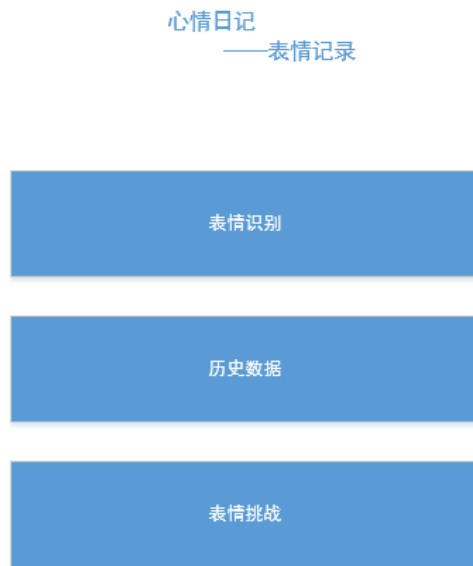 心情日记
——表情记录
表情识别
历史数据
表情挑战